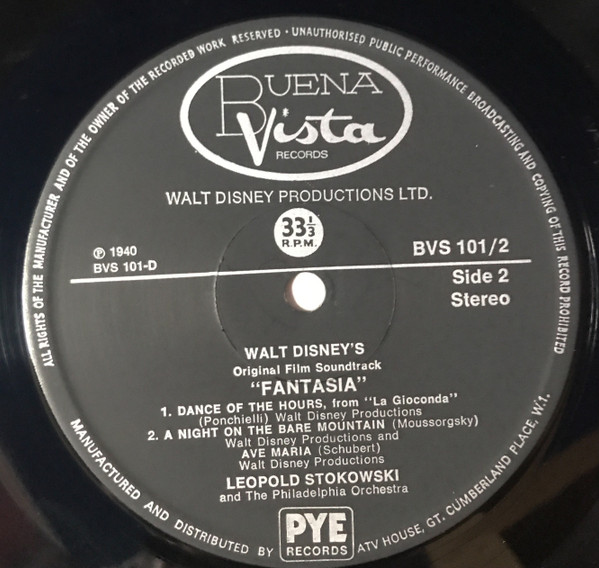 ALL RIGHTS OF THE MANUFACTURER AND OF THE OWNER OF THE RECORDED WORK RESERVED · UNAUTHORISED PUBLIC PERFORMANCE BROADCASTING AND COPYING OF THIS RECORD PROHIBITED
BUENA
Vista
RECORDS
WALT DISNEY PRODUCTIONS LTD.
33⅓
R.P.M.
℗ 1940
BVS 101-D
BVS 101/2
Side 2
Stereo
WALT DISNEY'S
Original Film Soundtrack
"FANTASIA"
1. DANCE OF THE HOURS, from "La Gioconda"
(Ponchielli) Walt Disney Productions
2. A NIGHT ON THE BARE MOUNTAIN (Moussorgsky)
Walt Disney Productions and
AVE MARIA (Schubert)
Walt Disney Productions
LEOPOLD STOKOWSKI
and The Philadelphia Orchestra
MANUFACTURED AND DISTRIBUTED BY PYE RECORDS ATV HOUSE, GT. CUMBERLAND PLACE, W.1.